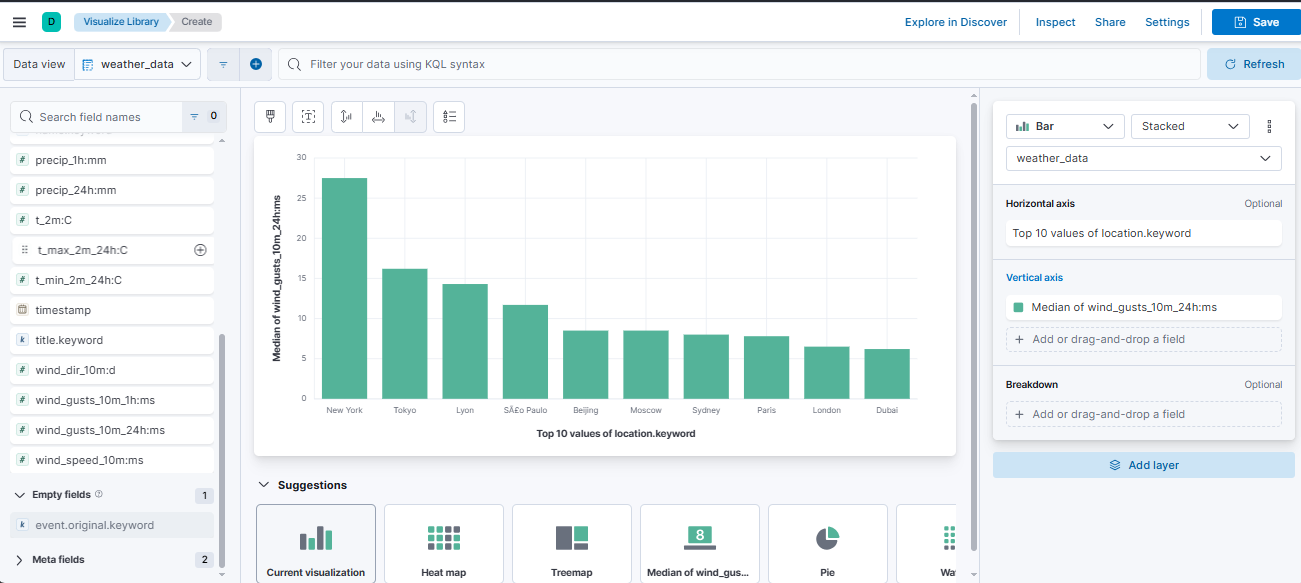 D Visualize Library Create Explore in Discover Inspect Share Settings Save
Data view weather_data Filter your data using KQL syntax Refresh
Search field names 0
precip_1h:mm
precip_24h:mm
t_2m:C
t_max_2m_24h:C
t_min_2m_24h:C
timestamp
title.keyword
wind_dir_10m:d
wind_gusts_10m_1h:ms
wind_gusts_10m_24h:ms
wind_speed_10m:ms
Empty fields 1
event.original.keyword
Meta fields 2
Median of wind_gusts_10m_24h:ms
30
25
20
15
10
5
0
New York Tokyo Lyon SÃ£o Paulo Beijing Moscow Sydney Paris London Dubai
Top 10 values of location.keyword
Suggestions
8
Current visualization Heat map Treemap Median of wind_gus... Pie
Bar Stacked
weather_data
Horizontal axis Optional
Top 10 values of location.keyword
Vertical axis
Median of wind_gusts_10m_24h:ms
Add or drag-and-drop a field
Breakdown Optional
Add or drag-and-drop a field
Add layer